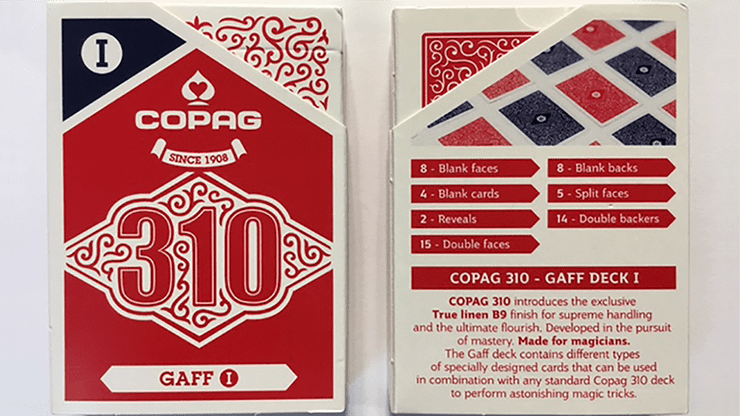 I
COPAG
SINCE 1908
310
GAFF I
8 - Blank faces
8 - Blank backs
4 - Blank cards
5 - Split faces
2 - Reveals
14 - Double backers
15 - Double faces
COPAG 310 - GAFF DECK I
COPAG 310 introduces the exclusive
True linen B9 finish for supreme handling
and the ultimate flourish. Developed in the pursuit
of mastery. Made for magicians.
The Gaff deck contains different types
of specially designed cards that can be used
in combination with any standard Copag 310 deck
to perform astonishing magic tricks.